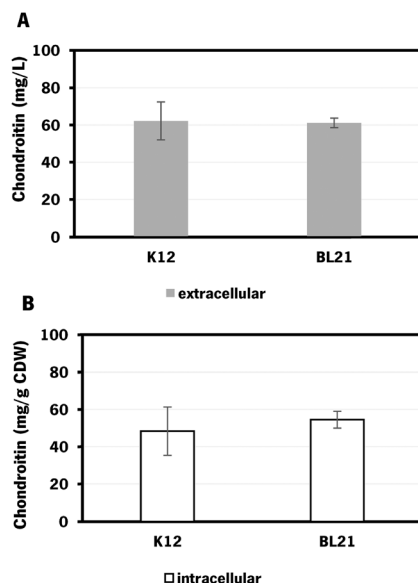 A
Chondroitin (mg/L)
100
80
60
40
20
0
K12 BL21
extracellular
B
Chondroitin (mg/g CDW)
100
80
60
40
20
0
K12 BL21
intracellular